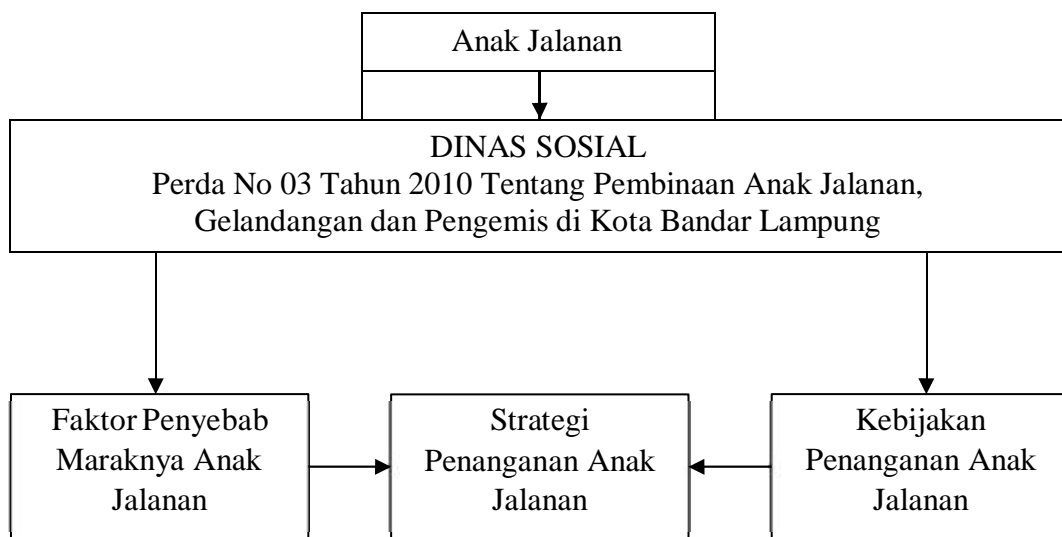 Anak Jalanan
DINAS SOSIAL
Perda No 03 Tahun 2010 Tentang Pembinaan Anak Jalanan,
Gelandangan dan Pengemis di Kota Bandar Lampung
Faktor Penyebab
Maraknya Anak
Jalanan
Strategi
Penanganan Anak
Jalanan
Kebijakan
Penanganan Anak
Jalanan